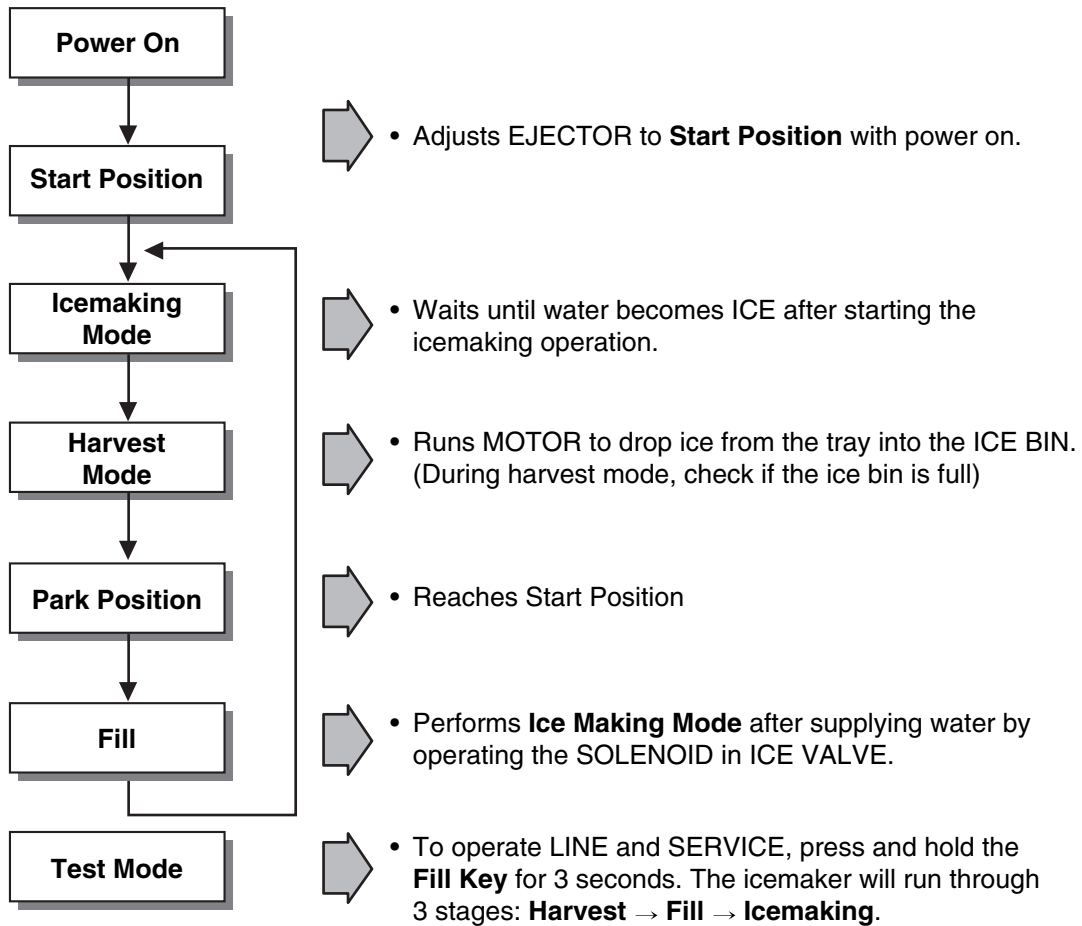 Power On
Start Position
• Adjusts EJECTOR to Start Position with power on.
Icemaking
Mode
• Waits until water becomes ICE after starting the
icemaking operation.
Harvest
Mode
• Runs MOTOR to drop ice from the tray into the ICE BIN.
(During harvest mode, check if the ice bin is full)
Park Position
• Reaches Start Position
Fill
• Performs Ice Making Mode after supplying water by
operating the SOLENOID in ICE VALVE.
Test Mode
• To operate LINE and SERVICE, press and hold the
Fill Key for 3 seconds. The icemaker will run through
3 stages: Harvest → Fill → Icemaking.